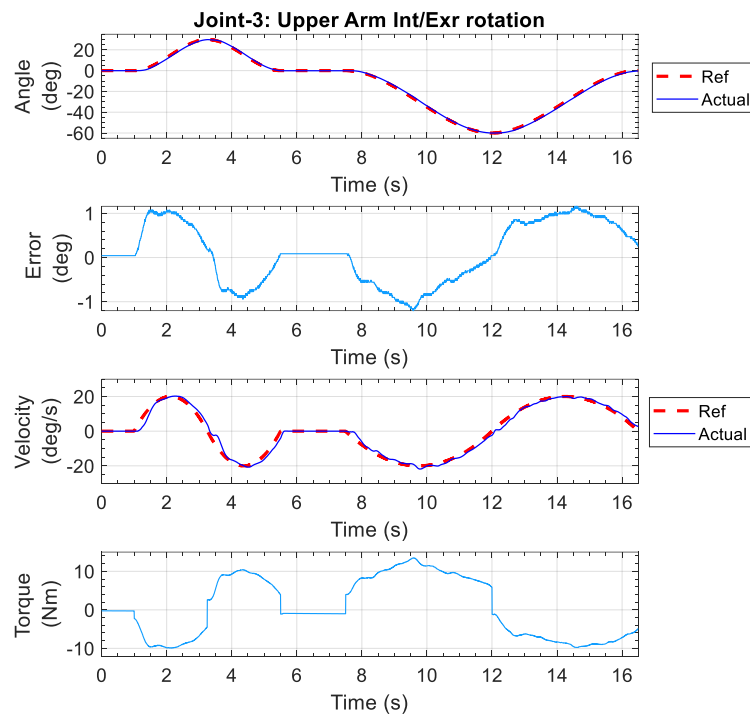 Joint-3: Upper Arm Int/Exr rotation
Angle
(deg)
20
0
-20
-40
-60
0 2 4 6 8 10 12 14 16
Time (s)
Ref
Actual
Error
(deg)
1
0
-1
0 2 4 6 8 10 12 14 16
Time (s)
Velocity
(deg/s)
20
0
-20
0 2 4 6 8 10 12 14 16
Time (s)
Ref
Actual
Torque
(Nm)
10
0
-10
0 2 4 6 8 10 12 14 16
Time (s)